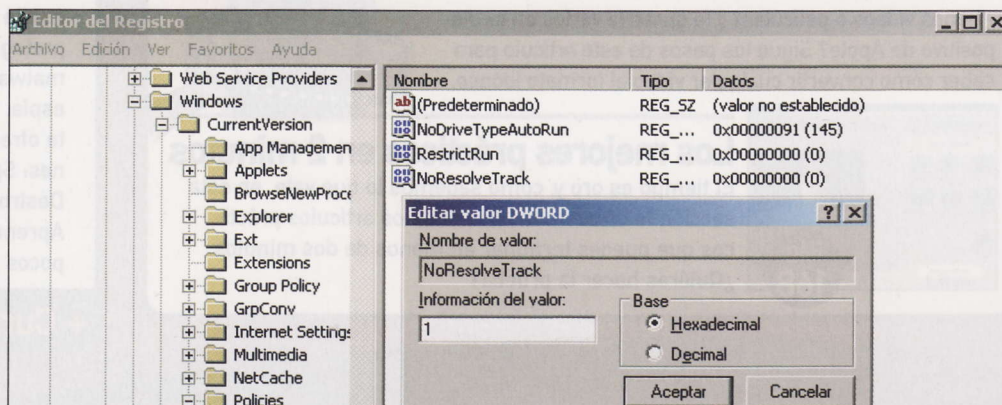 Editor del Registro
Archivo Edición Ver Favoritos Ayuda
Web Service Providers
Windows
CurrentVersion
App Managemen
Applets
BrowseNewProce
Explorer
Ext
Extensions
Group Policy
GrpConv
Internet Settings
Multimedia
NetCache
Policies
Nombre Tipo Datos
ab (Predeterminado) REG_SZ (valor no establecido)
NoDriveTypeAutoRun REG_... 0x00000091 (145)
RestrictRun REG_... 0x00000000 (0)
NoResolveTrack REG_... 0x00000000 (0)
Editar valor DWORD
Nombre de valor:
NoResolveTrack
Información del valor:
1
Base
Hexadecimal
Decimal
Aceptar Cancelar